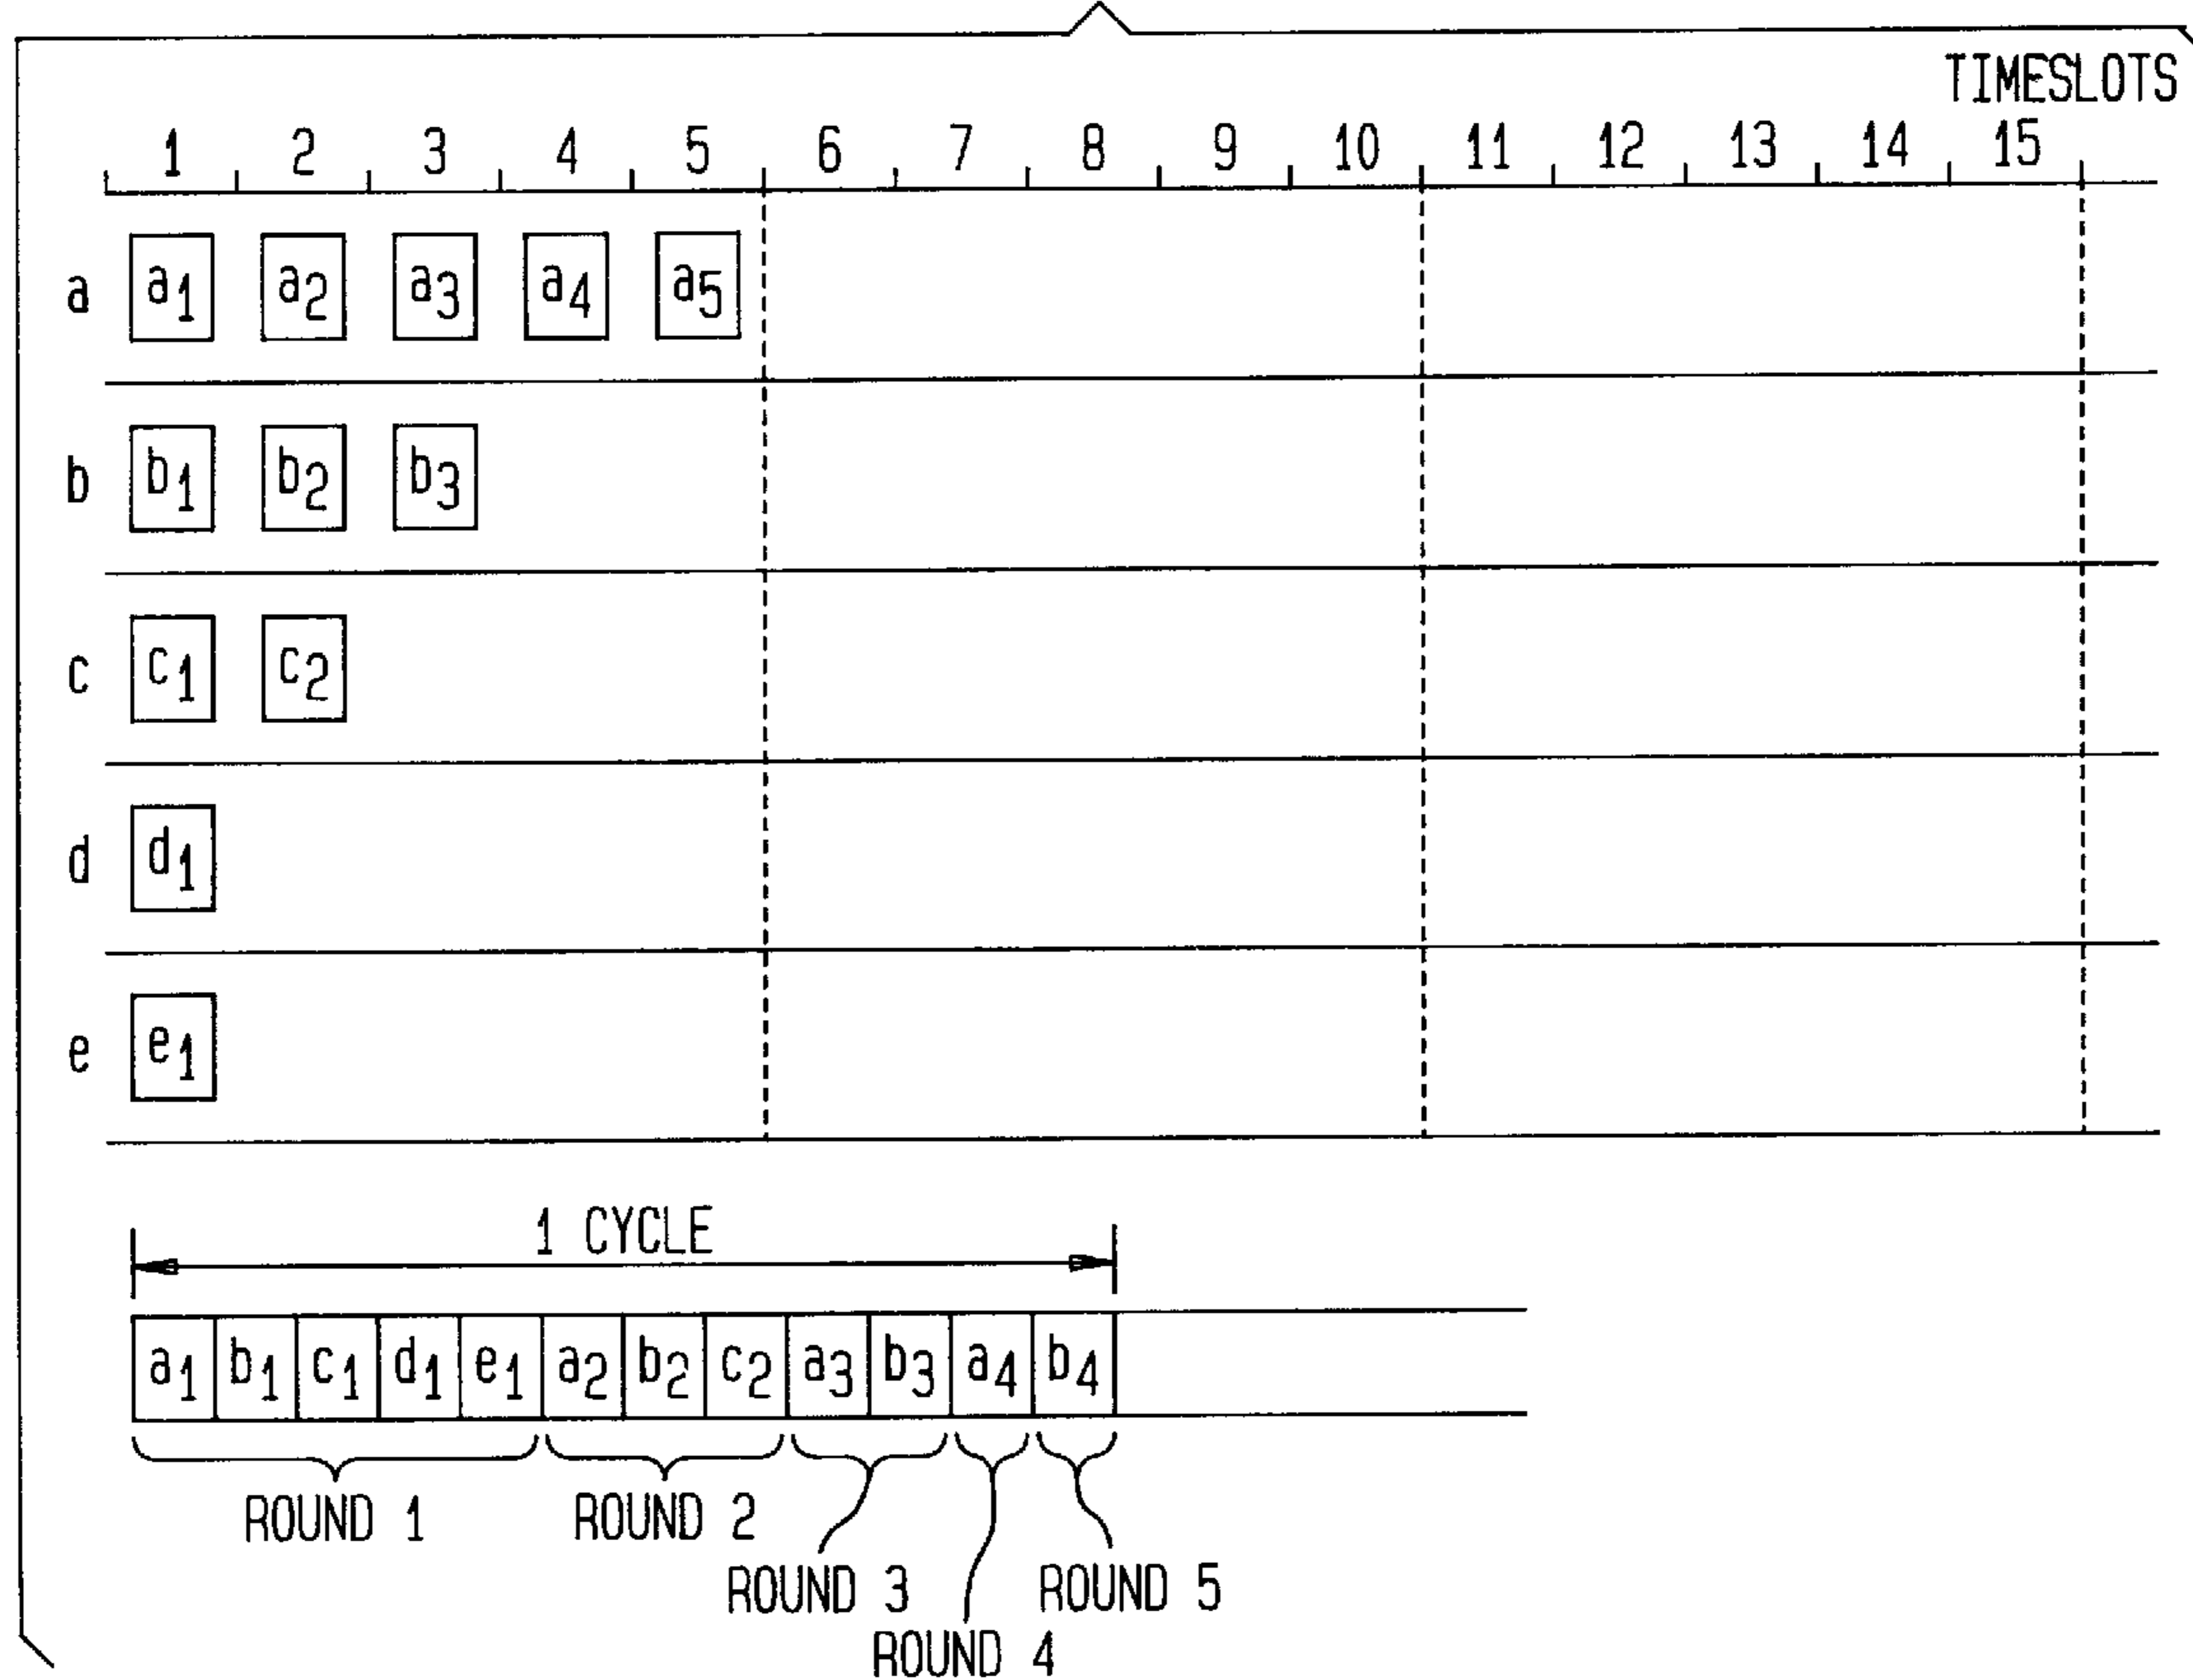 TIMESLOTS
1 2 3 4 5 6 7 8 9 10 11 12 13 14 15
a a1 a2 a3 a4 a5
b b1 b2 b3
c c1 c2
d d1
e e1
1 CYCLE
a1 b1 c1 d1 e1 a2 b2 c2 a3 b3 a4 b4
ROUND 1 ROUND 2
ROUND 3 ROUND 5
ROUND 4